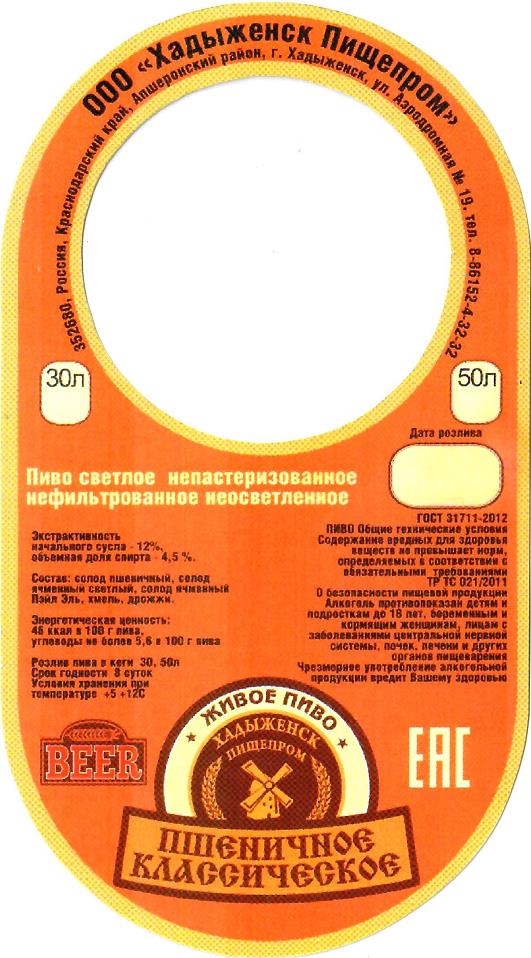 ООО «Хадыженск Пищепром»
352680, Россия, Краснодарский край, Апшеронский район, г. Хадыженск, ул. Аэродромная № 19. тел. 8-86152-4-32-32
30л
50л
Дата розлива
Пиво светлое непастеризованное
нефильтрованное неосветленное
Экстрактивность
начального сусла - 12%,
объемная доля спирта - 4,5 %.
Состав: солод пшеничный, солод
ячменный светлый, солод ячменный
Пэйл Эль, хмель, дрожжи.
Энергетическая ценность:
46 ккал в 100 г пива,
углеводы не более 5,6 в 100 г пива
Розлив пива в кеги 30, 50л
Срок годности 8 суток
Условия хранения при
температуре +5 +12С
ГОСТ 31711-2012
ПИВО Общие технические условия
Содержание вредных для здоровья
веществ не превышает норм,
определяемых в соответствии с
обязательными требованиями
ТР ТС 021/2011
О безопасности пищевой продукции
Алкоголь противопоказан детям и
подросткам до 18 лет, беременным и
кормящим женщинам, лицам с
заболеваниями центральной нервной
системы, почек, печени и других
органов пищеварения
Чрезмерное употребление алкогольной
продукции вредит Вашему здоровью
BEER
ЖИВОЕ ПИВО
ХАДЫЖЕНСК
ПИЩЕПРОМ
ПШЕНИЧНОЕ
КЛАССИЧЕСКОЕ
ЕАС